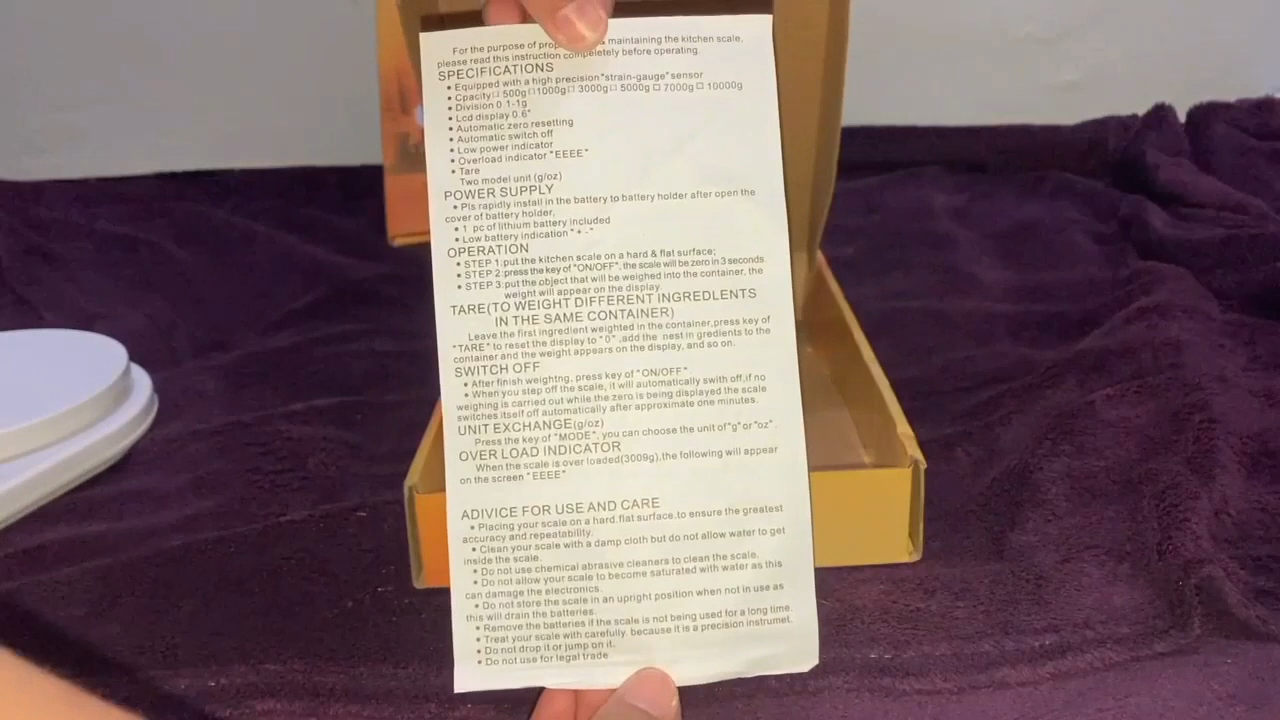 For the purpose of & maintaining the kitchen scale,
please read this instruction completely before operating.
SPECIFICATIONS
• Equipped with a high precision "strain-gauge" sensor
• Cpacity□ 500g□1000g□ 3000g□ 5000g □ 7000g □ 10000g
• Division 0.1-1g
• Lcd display 0.6"
• Automatic zero resetting
• Automatic switch off
• Low power indicator
• Overload indicator "EEEE"
• Tare
Two model unit (g/oz)
POWER SUPPLY
• Pls rapidly install in the battery to battery holder after open the
cover of battery holder,
• 1 pc of lithium battery included
• Low battery indication "+ -"
OPERATION
• STEP 1:put the kitchen scale on a hard & flat surface;
• STEP 2:press the key of "ON/OFF", the scale will be zero in 3 seconds.
• STEP 3:put the object that will be weighed into the container, the
weight will appear on the display.
TARE(TO WEIGHT DIFFERENT INGREDLENTS
IN THE SAME CONTAINER)
Leave the first ingredient weighted in the container,press key of
"TARE" to reset the display to "0",add the nest in gredients to the
container and the weight appears on the display, and so on.
SWITCH OFF
• After finish weightng, press key of "ON/OFF"
• When you step off the scale, it will automatically swith off,if no
weighing is carried out while the zero is being displayed the scale
switches itself off automatically after approximate one minutes.
UNIT EXCHANGE(g/oz)
Press the key of "MODE", you can choose the unit of "g" or "oz".
OVER LOAD INDICATOR
When the scale is over loaded(3009g),the following will appear
on the screen "EEEE"
ADIVICE FOR USE AND CARE
• Placing your scale on a hard,flat surface.to ensure the greatest
accuracy and repeatability.
• Clean your scale with a damp cloth but do not allow water to get
inside the scale.
• Do not use chemical abrasive cleaners to clean the scale,
• Do not allow your scale to become saturated with water as this
can damage the electronics.
• Do not store the scale in an upright position when not in use as
this will drain the batteries.
• Remove the batteries if the scale is not being used for a long time.
• Treat your scale with carefully, because it is a precision instrumet.
• Do not drop it or jump on it.
• Do not use for legal trade